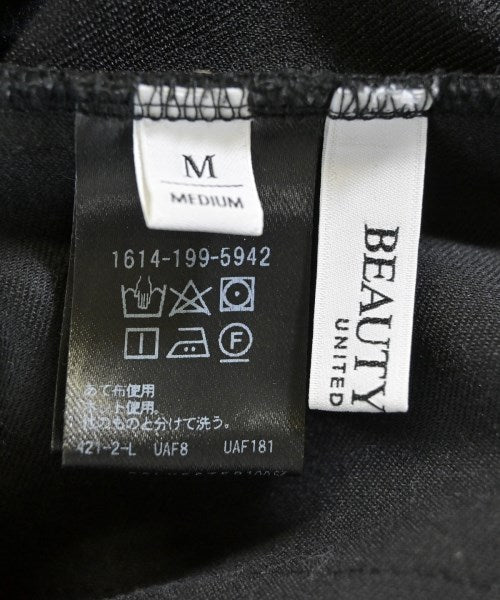 M
MEDIUM
1614-199-5942
F
あて布使用
ネット使用。
他のものと分けて洗う。
421-2-L UAF8 UAF181
BEAUTY
UNITED